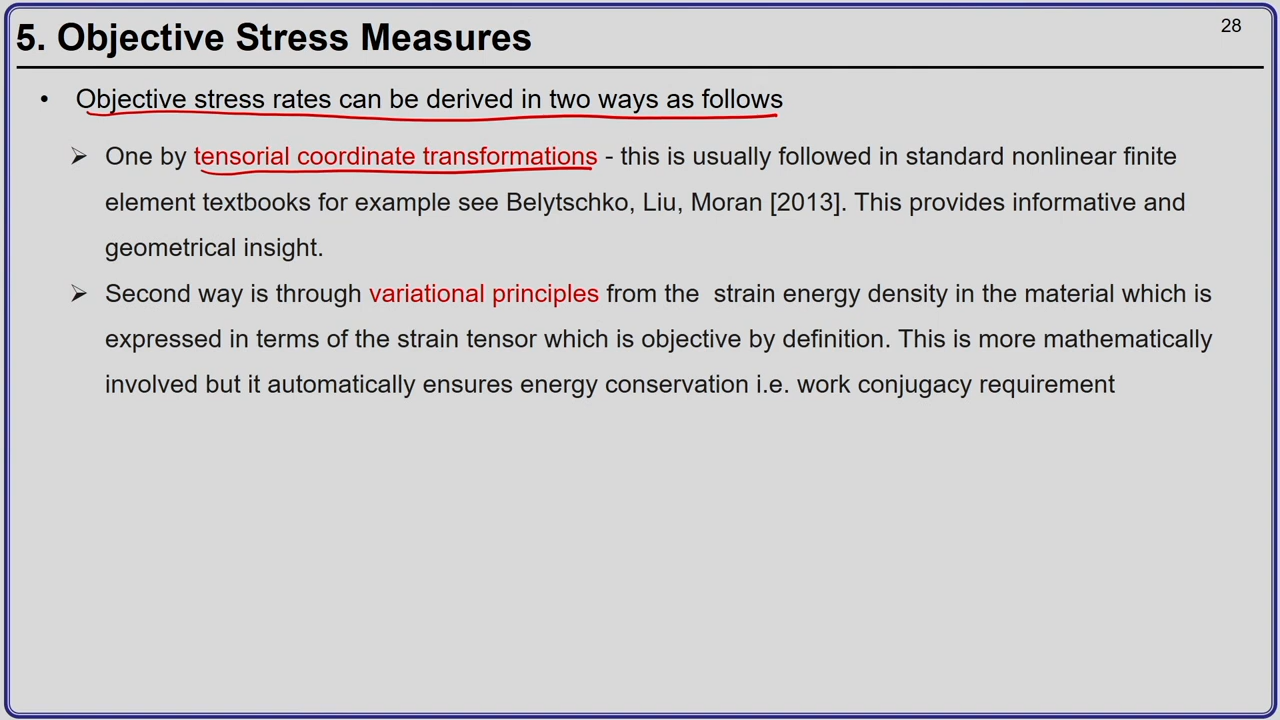 5. Objective Stress Measures
28
• Objective stress rates can be derived in two ways as follows
➢ One by tensorial coordinate transformations - this is usually followed in standard nonlinear finite
element textbooks for example see Belytschko, Liu, Moran [2013]. This provides informative and
geometrical insight.
➢ Second way is through variational principles from the  strain energy density in the material which is
expressed in terms of the strain tensor which is objective by definition. This is more mathematically
involved but it automatically ensures energy conservation i.e. work conjugacy requirement